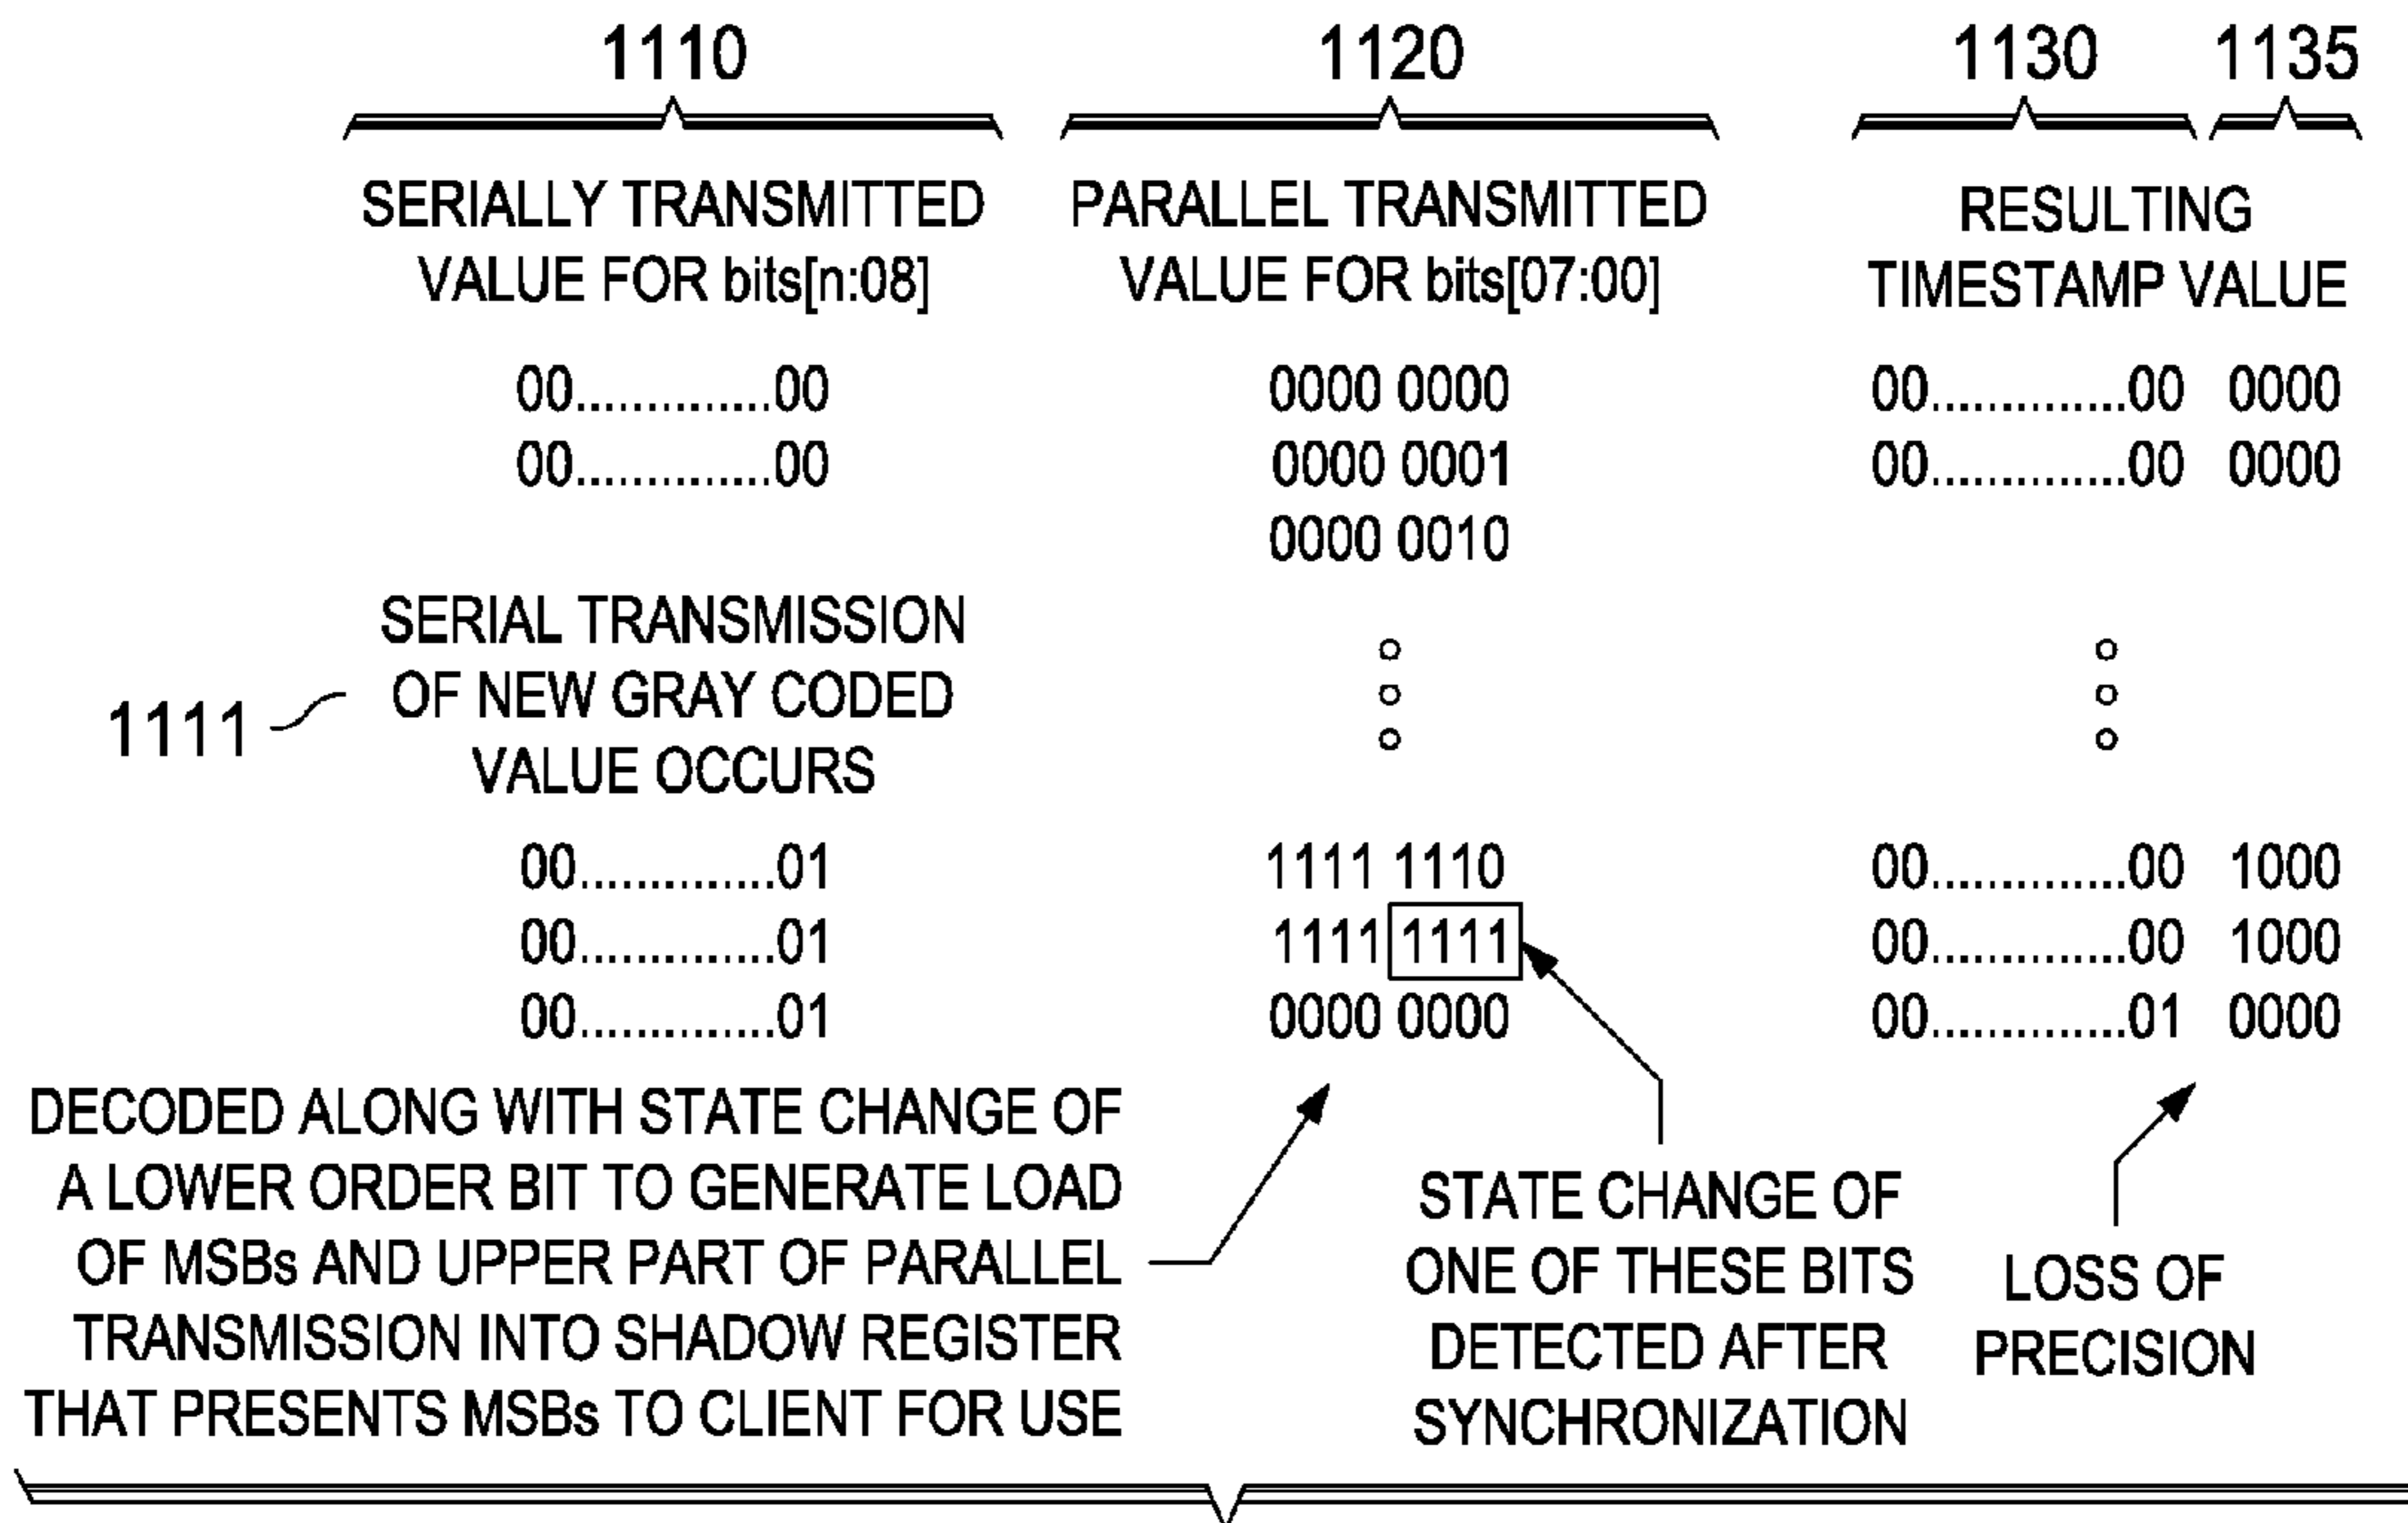 1110 1120 1130 1135
SERIALLY TRANSMITTED PARALLEL TRANSMITTED RESULTING
VALUE FOR bits[n:08] VALUE FOR bits[07:00] TIMESTAMP VALUE
00..............00 0000 0000 00..............00 0000
00..............00 0000 0001 00..............00 0000
0000 0010
SERIAL TRANSMISSION
OF NEW GRAY CODED
1111
VALUE OCCURS
00..............01 1111 1110 00..............00 1000
00..............01 1111 1111 00..............00 1000
00..............01 0000 0000 00..............01 0000
DECODED ALONG WITH STATE CHANGE OF
A LOWER ORDER BIT TO GENERATE LOAD
OF MSBs AND UPPER PART OF PARALLEL
TRANSMISSION INTO SHADOW REGISTER
THAT PRESENTS MSBs TO CLIENT FOR USE
STATE CHANGE OF
ONE OF THESE BITS
DETECTED AFTER
SYNCHRONIZATION
LOSS OF
PRECISION